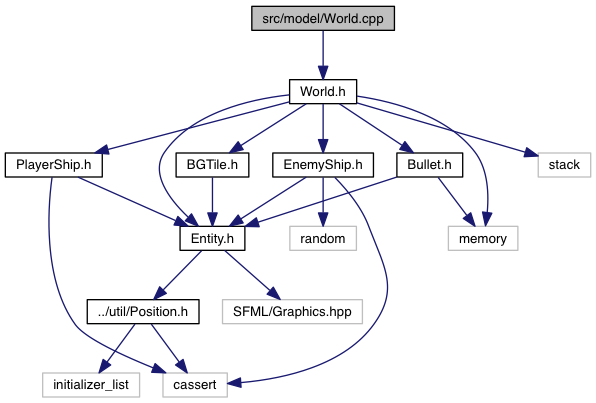 src/model/World.cpp
World.h
PlayerShip.h
BGTile.h
EnemyShip.h
Bullet.h
stack
Entity.h
random
memory
../util/Position.h
SFML/Graphics.hpp
initializer_list
cassert